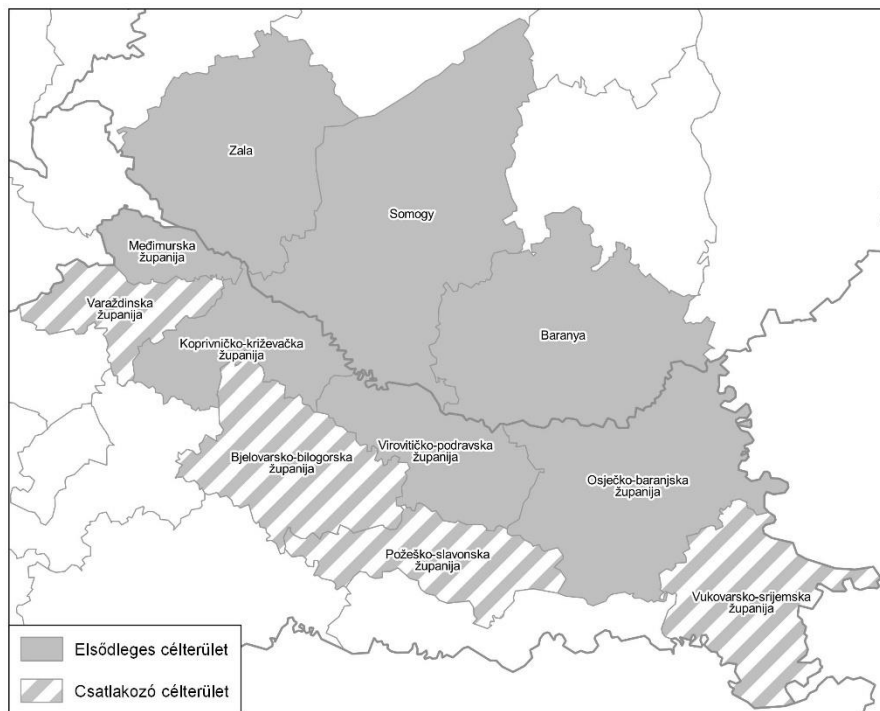 Zala
Somogy
Međimurska
županija
Varaždinska
županija
Koprivničko-križevačka
županija
Baranya
Virovitičko-podravska
županija
Bjelovarsko-bilogorska
županija
Osječko-baranjska
županija
Požeško-slavonska
županija
Vukovarsko-srijemska
županija
Elsődleges célterület
Csatlakozó célterület